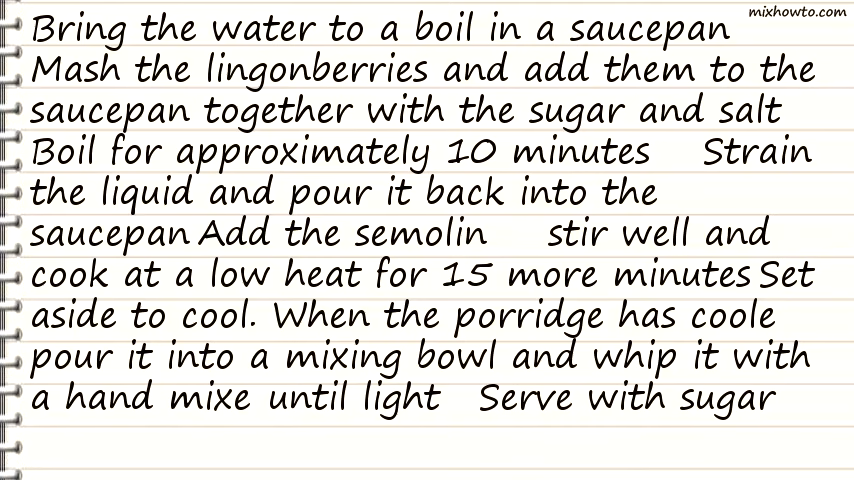 mixhowto.com
Bring the water to a boil in a saucepan
Mash the lingonberries and add them to the
saucepan together with the sugar and salt
Boil for approximately 10 minutes Strain
the liquid and pour it back into the
saucepan Add the semolin stir well and
cook at a low heat for 15 more minutes Set
aside to cool. When the porridge has coole
pour it into a mixing bowl and whip it with
a hand mixe until light Serve with sugar